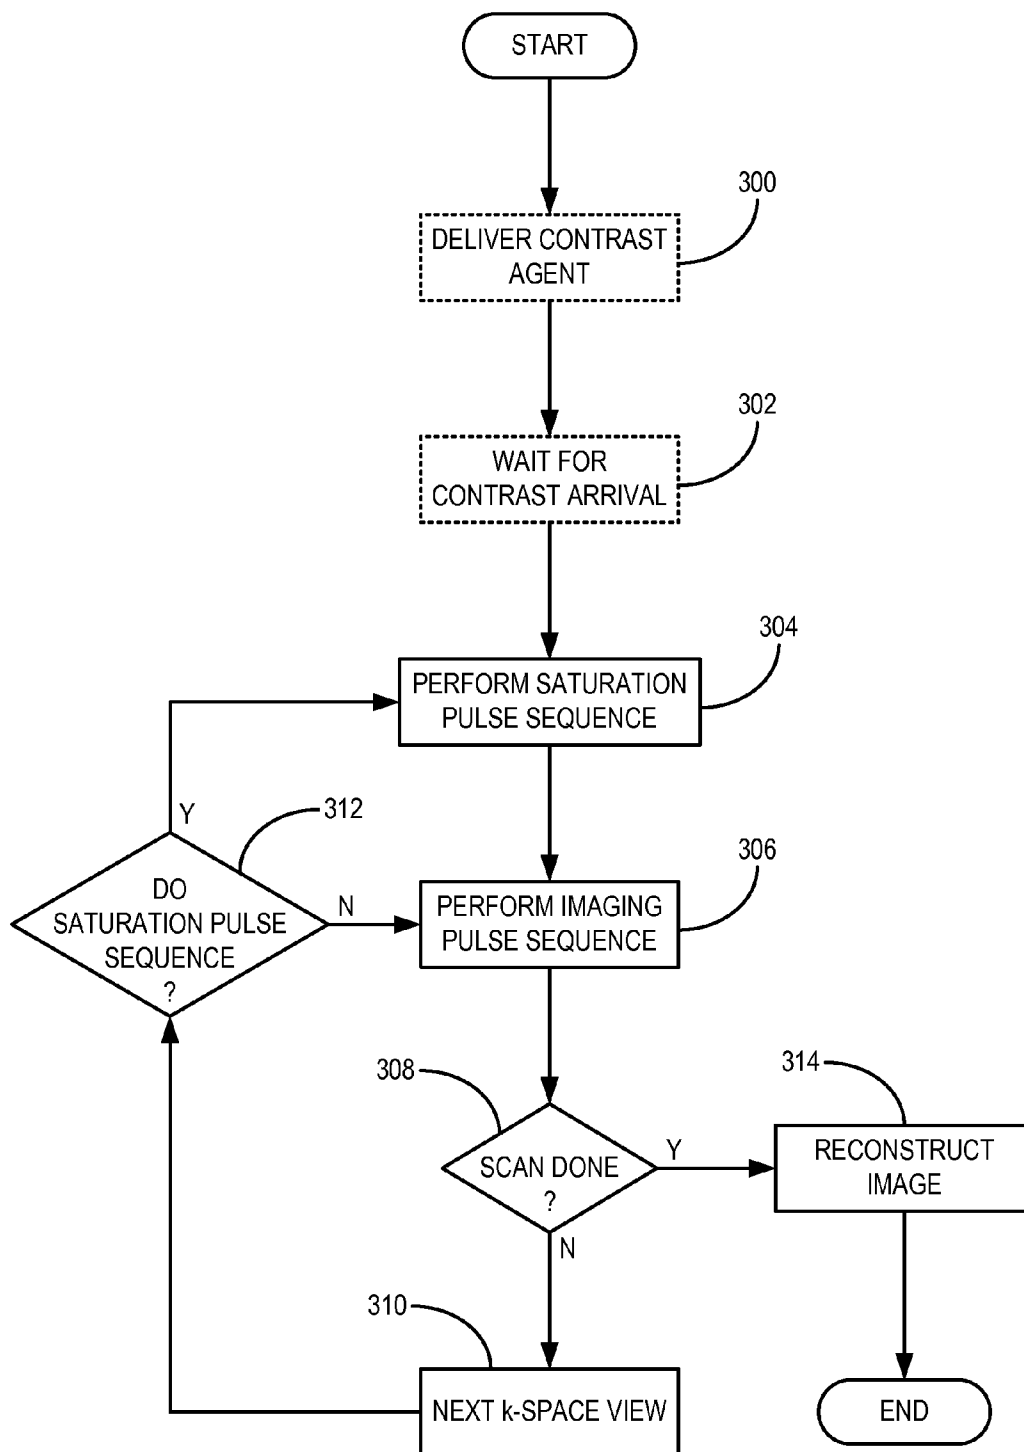 START
300
DELIVER CONTRAST
AGENT
302
WAIT FOR
CONTRAST ARRIVAL
304
PERFORM SATURATION
PULSE SEQUENCE
Y
312
DO
SATURATION PULSE
SEQUENCE
?
N
306
PERFORM IMAGING
PULSE SEQUENCE
308
SCAN DONE
?
Y
N
314
RECONSTRUCT
IMAGE
310
NEXT k-SPACE VIEW
END